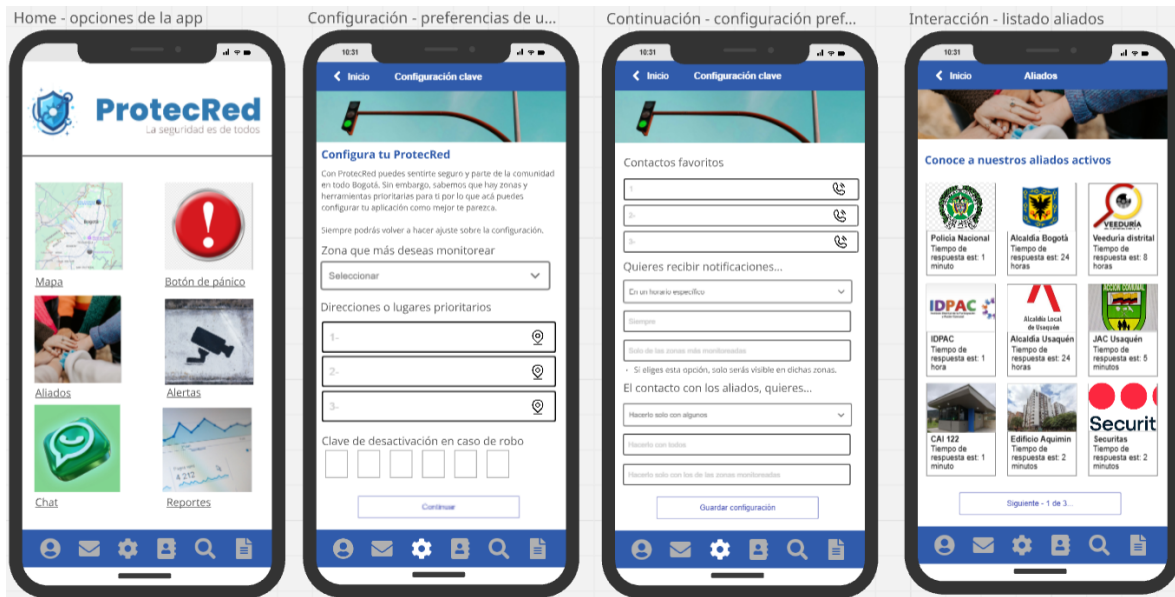 Home - opciones de la app
ProtecRed
La seguridad es de todos
Mapa
Botón de pánico
Aliados
Alertas
4 212
Chat
Reportes
Configuración - preferencias de u...
10:31
Inicio
Configuración clave
Configura tu ProtecRed
Con ProtecRed puedes sentirte seguro y parte de la comunidad
en todo Bogotá. Sin embargo, sabemos que hay zonas y
herramientas prioritarias para ti por lo que acá puedes
configurar tu aplicación como mejor te parezca.
Siempre podrás volver a hacer ajuste sobre la configuración.
Zona que más deseas monitorear
Seleccionar
Direcciones o lugares prioritarios
1-
2-
3-
Clave de desactivación en caso de robo
Continuar
Continuación - configuración pref...
10:31
Inicio
Configuración clave
Contactos favoritos
1
2-
3-
Quieres recibir notificaciones...
En un horario específico
Siempre
Solo de las zonas más monitoreadas
Si eliges esta opción, solo serás visible en dichas zonas.
El contacto con los aliados, quieres...
Hacerlo solo con algunos
Hacerlo con todos
Hacerlo solo con los de las zonas monitoreadas
Guardar configuración
Interacción - listado aliados
10:31
Inicio
Aliados
Conoce a nuestros aliados activos
Policía Nacional
Tiempo de
respuesta est: 1
minuto
Alcaldía Bogotá
Tiempo de
respuesta est: 24
horas
VEEDURÍA
Veeduría distrital
Tiempo de
respuesta est: 8
horas
IDPAC
IDPAC
Tiempo de
respuesta est: 1
hora
Alcaldía Local
de Usaquén
Alcaldía Usaquén
Tiempo de
respuesta est: 24
horas
ACCION COMUNAL
JAC Usaquén
Tiempo de
respuesta est: 5
minutos
CAI 122
Tiempo de
respuesta est: 1
minuto
Edificio Aquimin
Tiempo de
respuesta est: 2
minutos
Securit
Securitas
Tiempo de
respuesta est: 2
minutos
Siguiente - 1 de 3...